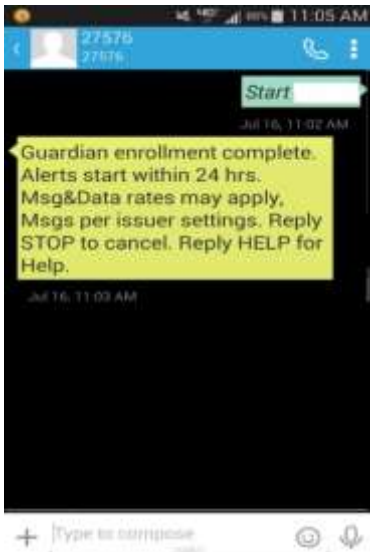 11:05 AM
27576
27576
Start
Jul 16, 11:02 AM
Guardian enrollment complete.
Alerts start within 24 hrs.
Msg&Data rates may apply,
Msgs per issuer settings. Reply
STOP to cancel. Reply HELP for
Help.
Jul 16, 11:03 AM
Type to compose